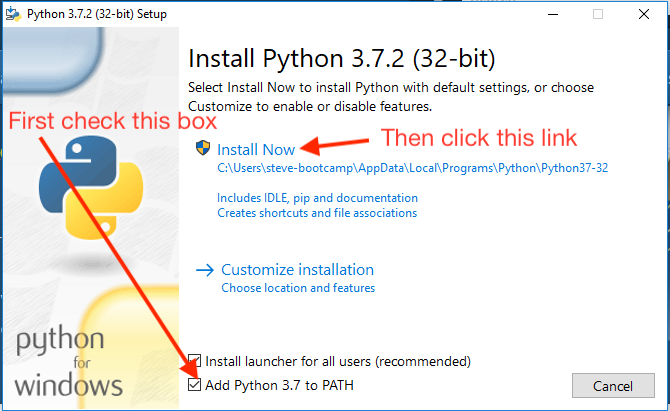 Python 3.7.2 (32-bit) Setup
Install Python 3.7.2 (32-bit)
Select Install Now to install Python with default settings, or choose
Customize to enable or disable features.
First check this box
Install Now
Then click this link
C:\Users\steve-bootcamp\AppData\Local\Programs\Python\Python37-32
Includes IDLE, pip and documentation
Creates shortcuts and file associations
Customize installation
Choose location and features
python
for
windows
Install launcher for all users (recommended)
Add Python 3.7 to PATH
Cancel